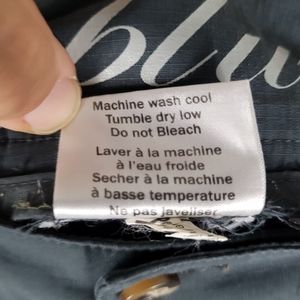 blu
Machine wash cool
Tumble dry low
Do not Bleach
Laver à la machine
à l'eau froide
Secher à la machine
à basse temperature
Ne pas javeliser